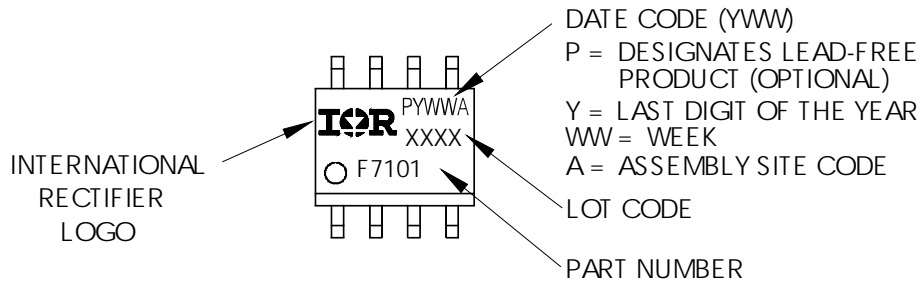 DATE CODE (YWW)
P = DESIGNATES LEAD-FREE
PRODUCT (OPTIONAL)
Y = LAST DIGIT OF THE YEAR
WW = WEEK
A = ASSEMBLY SITE CODE
LOT CODE
PART NUMBER
INTERNATIONAL
RECTIFIER
LOGO
IOR
PYWWA
XXXX
F7101